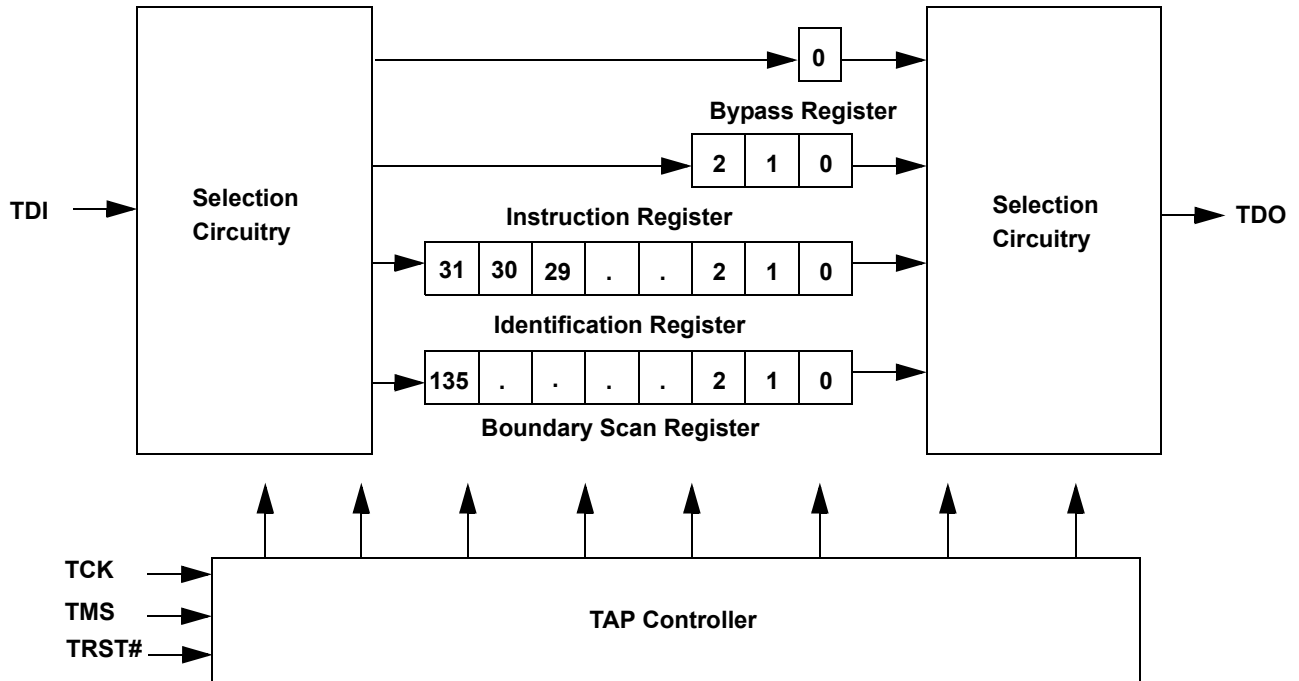 0
Bypass Register
2 1 0
TDI
Selection
Circuitry
Instruction Register
31 30 29 . . 2 1 0
Identification Register
135 . . . . 2 1 0
Boundary Scan Register
Selection
Circuitry
TDO
TCK
TMS
TRST#
TAP Controller